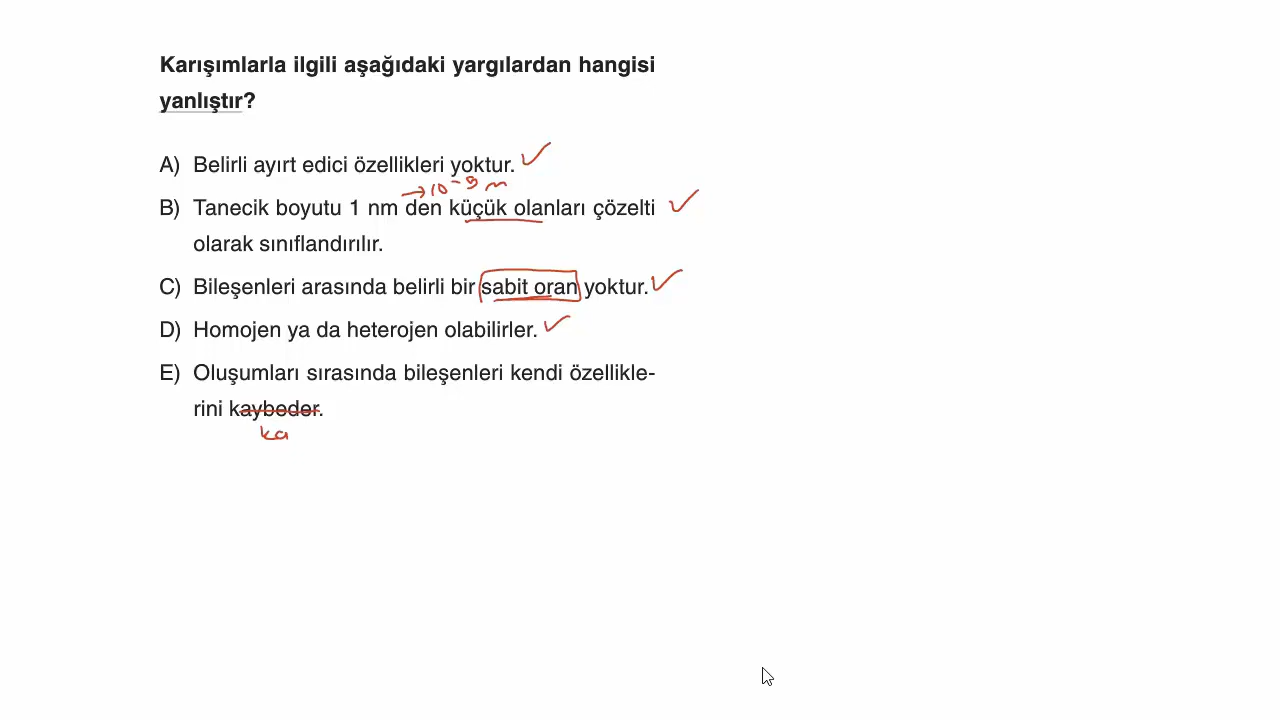 Karışımlarla ilgili aşağıdaki yargılardan hangisi
yanlıştır?
A) Belirli ayırt edici özellikleri yoktur.
→10⁻⁹ m
B) Tanecik boyutu 1 nm den küçük olanları çözelti
olarak sınıflandırılır.
C) Bileşenleri arasında belirli bir sabit oran yoktur.
D) Homojen ya da heterojen olabilirler.
E) Oluşumları sırasında bileşenleri kendi özellikle-
rini kaybeder.
ka